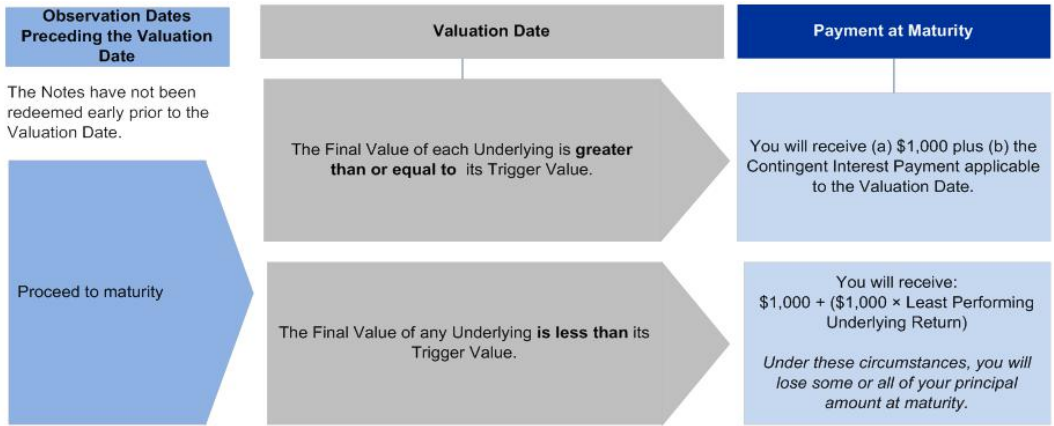 Observation Dates
Preceding the Valuation
Date
Valuation Date
Payment at Maturity
The Notes have not been
redeemed early prior to the
Valuation Date.
Proceed to maturity
The Final Value of each Underlying is greater
than or equal to its Trigger Value.
You will receive (a) $1,000 plus (b) the
Contingent Interest Payment applicable
to the Valuation Date.
The Final Value of any Underlying is less than its
Trigger Value.
You will receive:
$1,000 + ($1,000 × Least Performing
Underlying Return)
Under these circumstances, you will
lose some or all of your principal
amount at maturity.